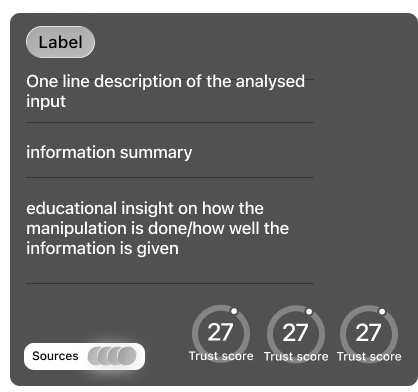 Label
One line description of the analysed
input
information summary
educational insight on how the
manipulation is done/how well the
information is given
27 27 27
Trust score Trust score Trust score
Sources